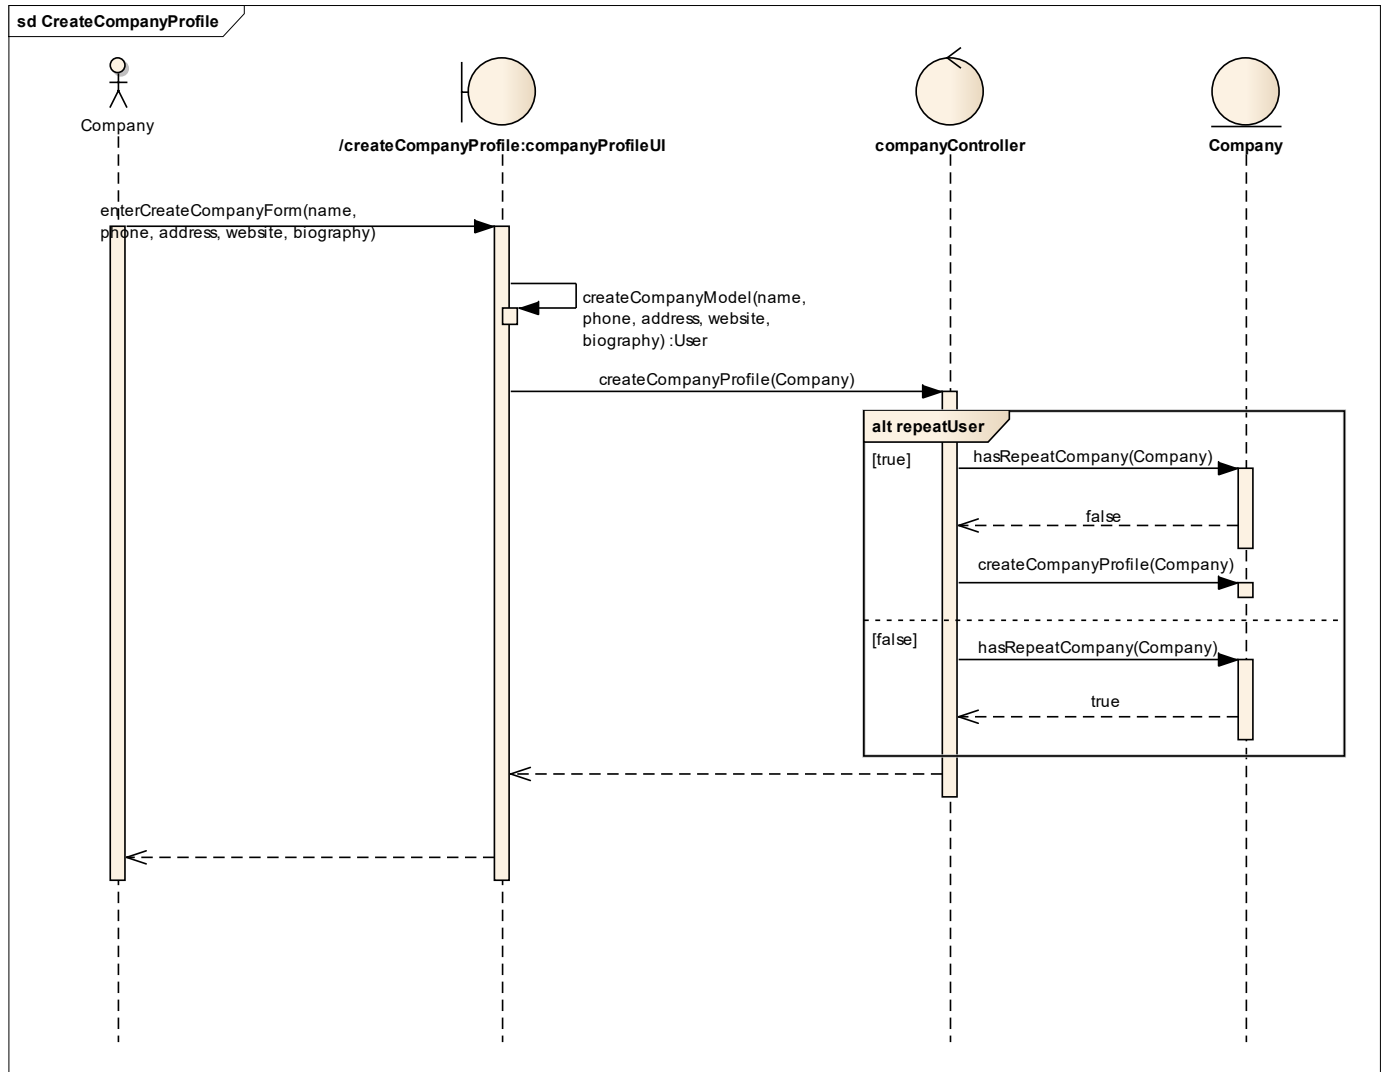 sd CreateCompanyProfile
Company
/createCompanyProfile:companyProfileUI
companyController
Company
enterCreateCompanyForm(name,
phone, address, website, biography)
createCompanyModel(name,
phone, address, website,
biography) :User
createCompanyProfile(Company)
alt repeatUser
[true]
hasRepeatCompany(Company)
false
createCompanyProfile(Company)
[false]
hasRepeatCompany(Company)
true